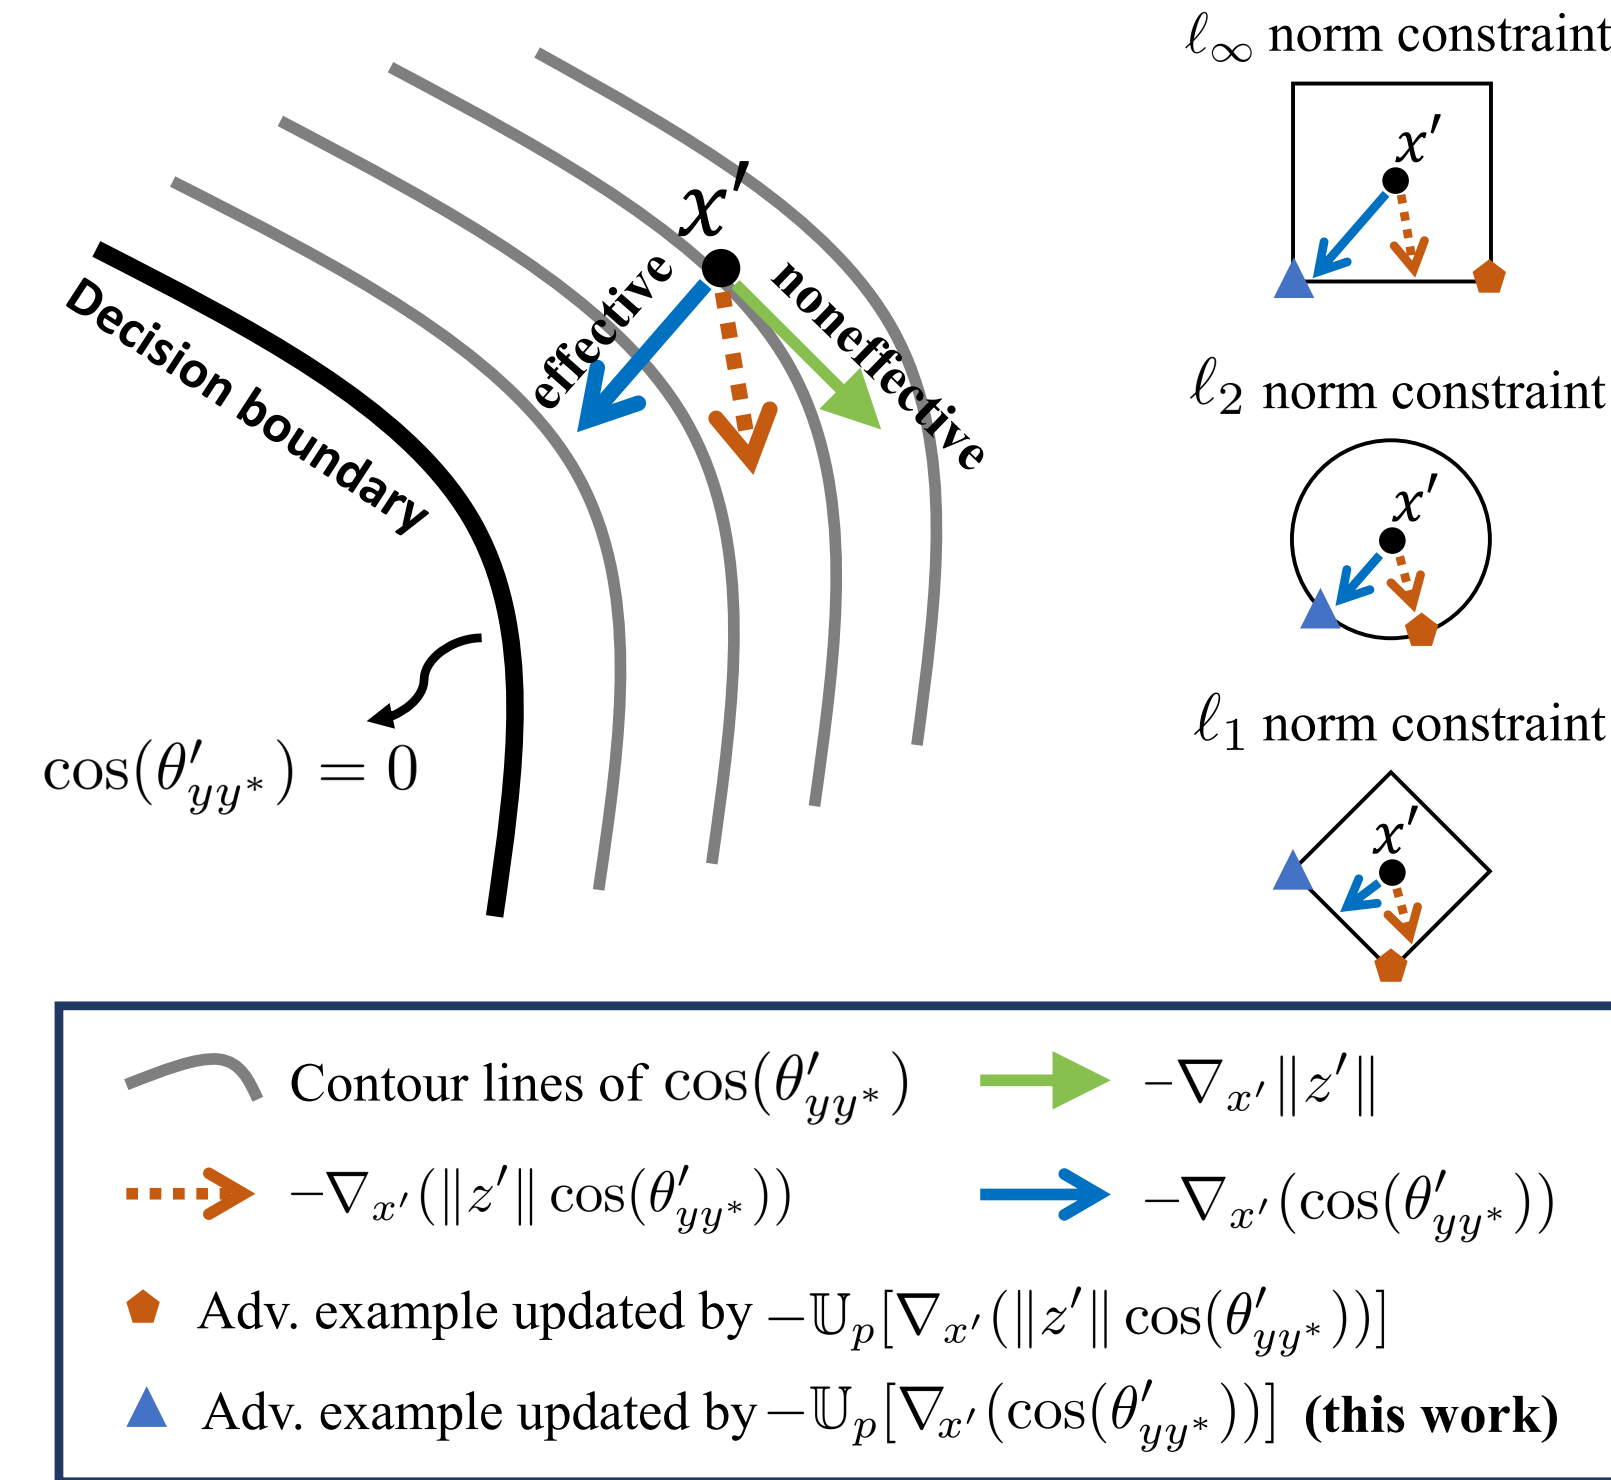 ℓ∞ norm constraint
x′
x′
effective
noneffective
Decision boundary
ℓ2 norm constraint
x′
cos(θ′yy*) = 0
ℓ1 norm constraint
x′
Contour lines of cos(θ′yy*)
−∇x′‖z′‖
−∇x′(‖z′‖ cos(θ′yy*))
−∇x′(cos(θ′yy*))
Adv. example updated by −𝕌p[∇x′(‖z′‖ cos(θ′yy*))]
Adv. example updated by −𝕌p[∇x′(cos(θ′yy*))] (this work)